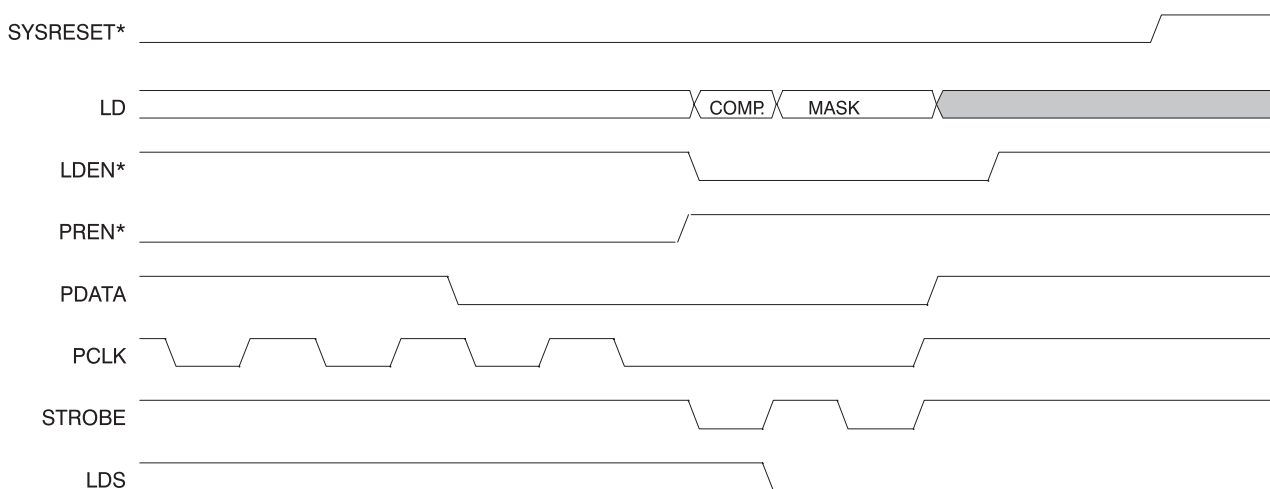 SYSRESET*
LD COMP. MASK
LDEN*
PREN*
PDATA
PCLK
STROBE
LDS